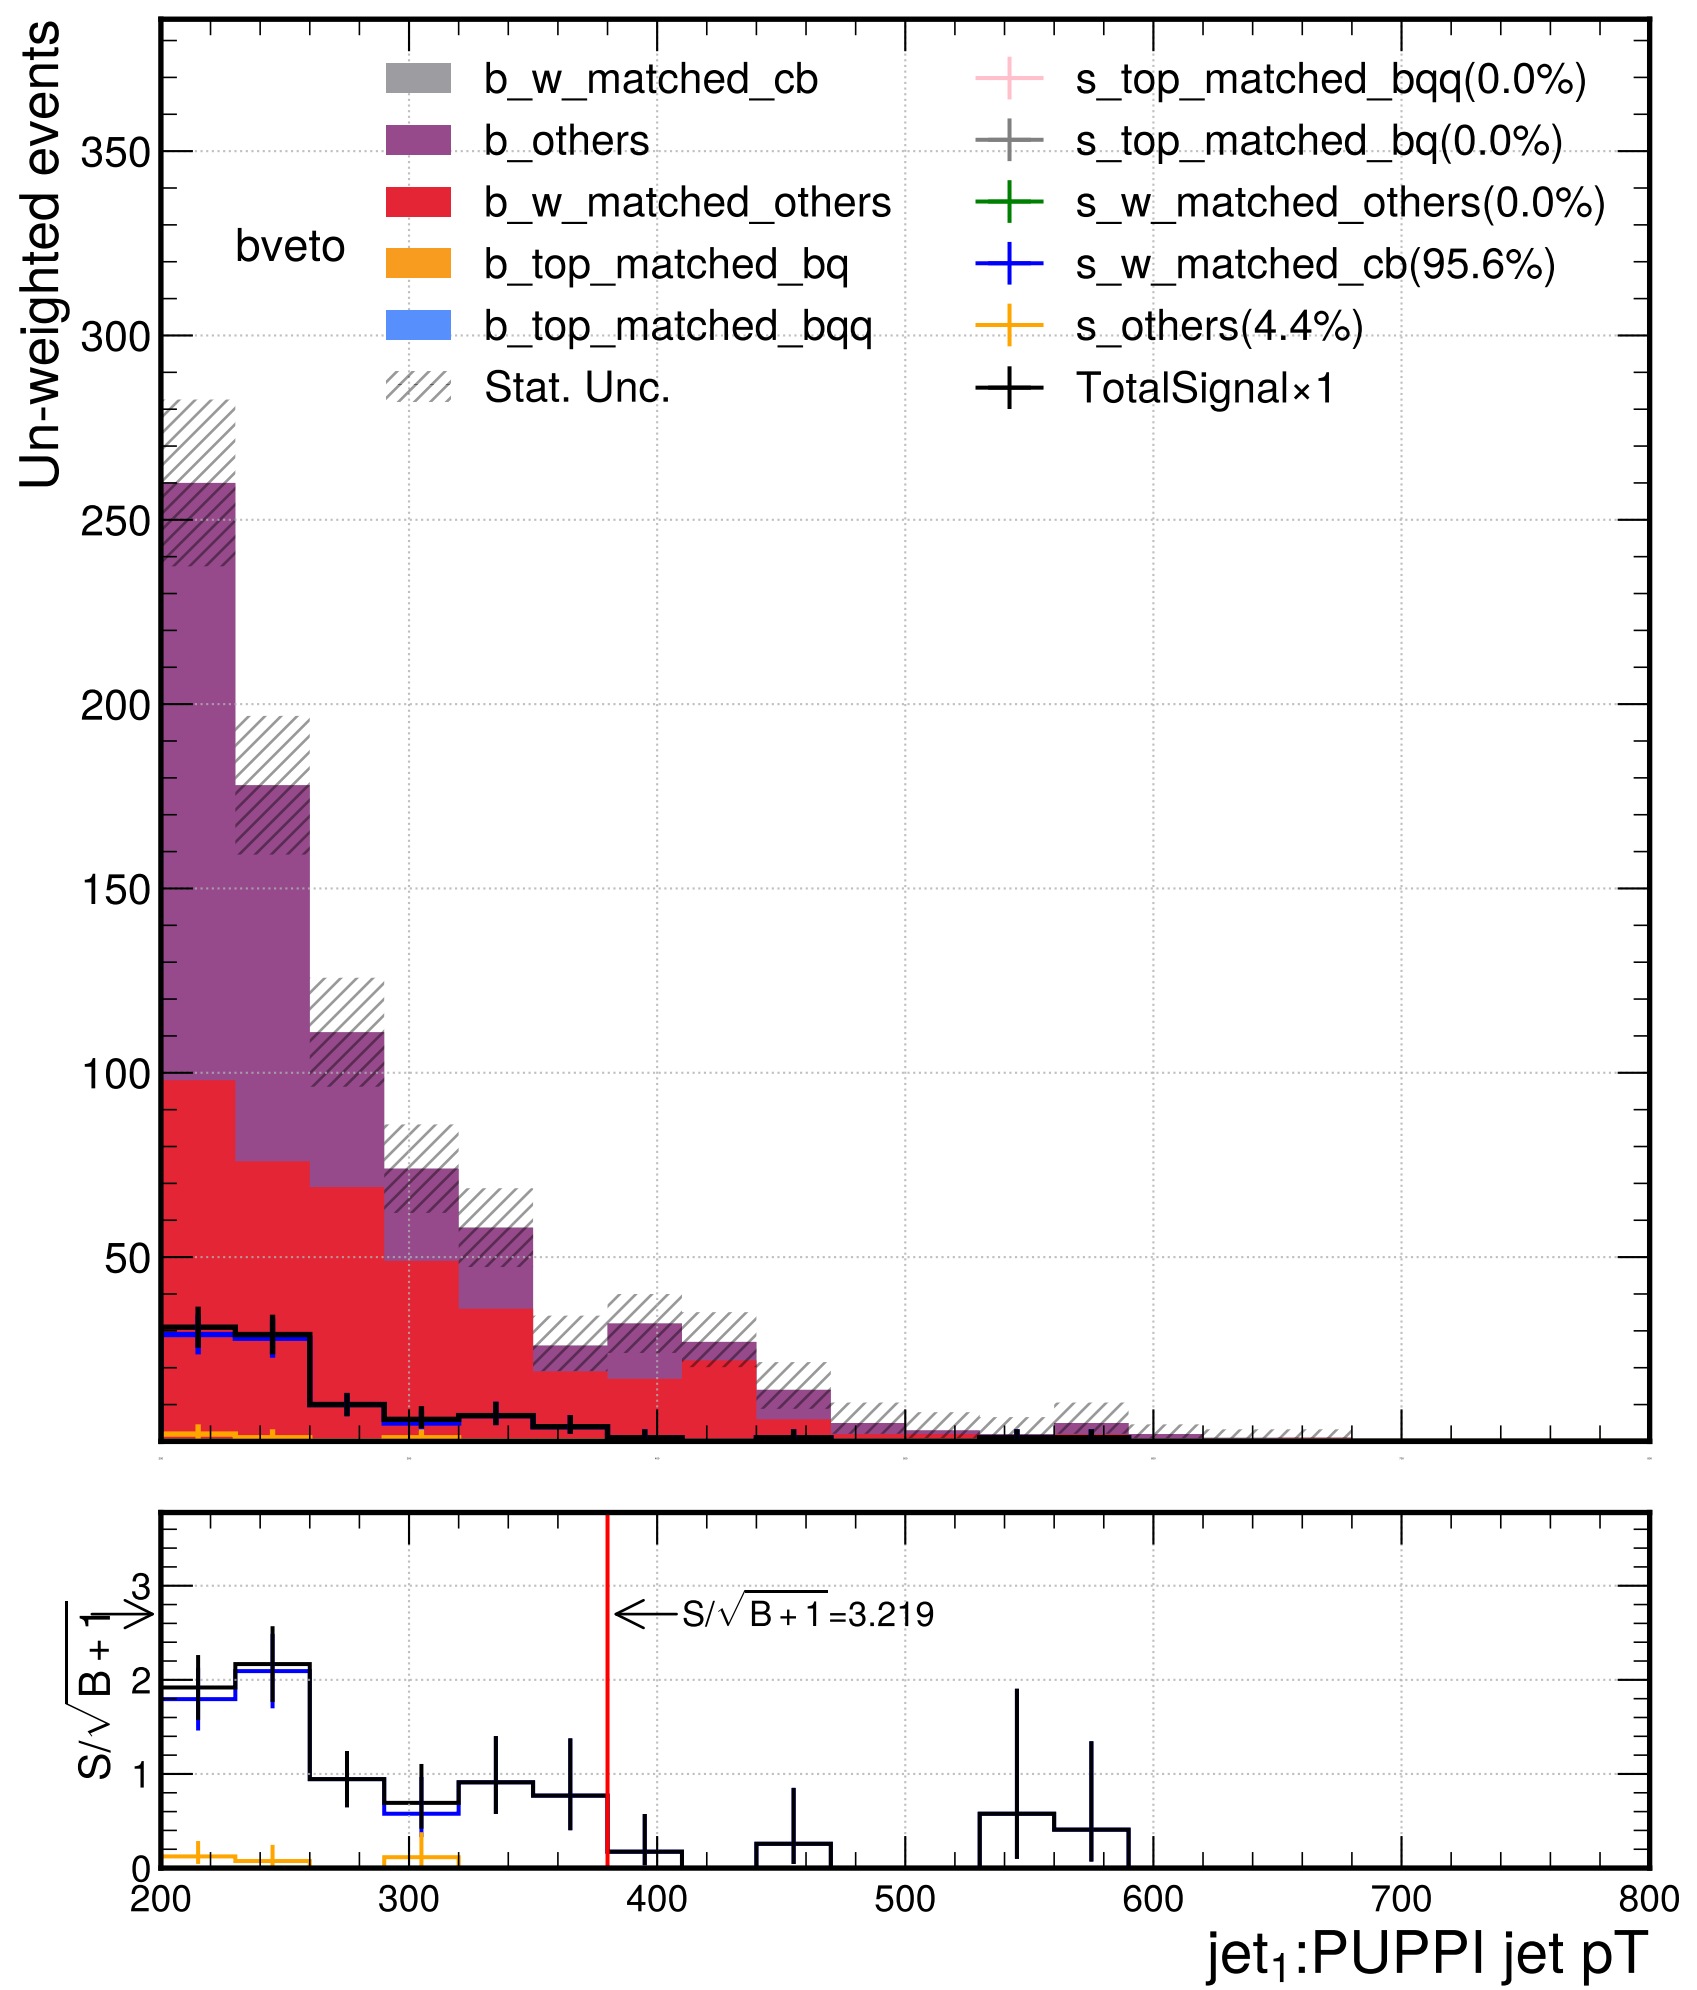 Un-weighted events
350
300
250
200
150
100
50
bveto
b_w_matched_cb
b_others
b_w_matched_others
b_top_matched_bq
b_top_matched_bqq
Stat. Unc.
s_top_matched_bqq(0.0%)
s_top_matched_bq(0.0%)
s_w_matched_others(0.0%)
s_w_matched_cb(95.6%)
s_others(4.4%)
TotalSignal×1
S/√B + 1
3
2
1
0
S/√B + 1=3.219
200 300 400 500 600 700 800
jet₁:PUPPI jet pT